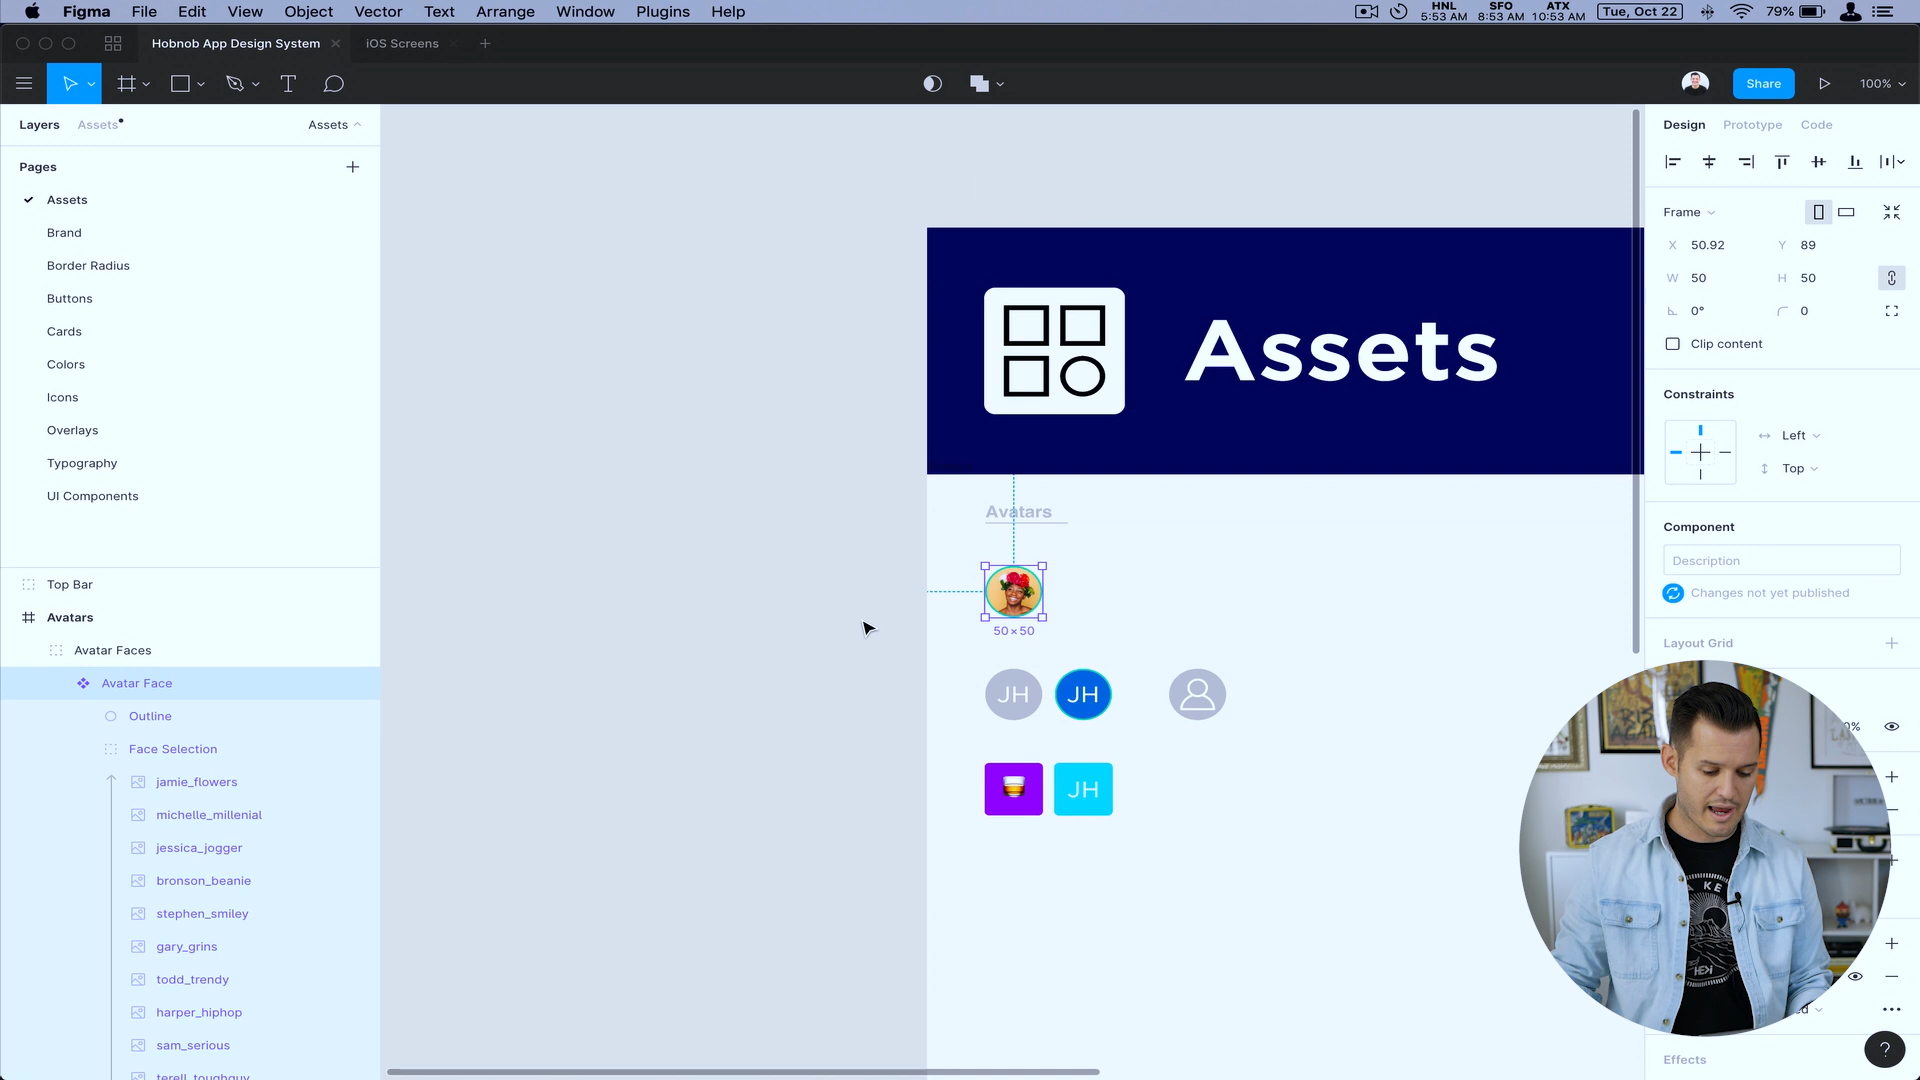 Figma File Edit View Object Vector Text Arrange Window Plugins Help
HNL 5:53 AM SFO 8:53 AM ATX 10:53 AM Tue, Oct 22 79%
Hobnob App Design System iOS Screens
Share 100%
Layers Assets Assets
Pages
Assets
Brand
Border Radius
Buttons
Cards
Colors
Icons
Overlays
Typography
UI Components
Top Bar
Avatars
Avatar Faces
Avatar Face
Outline
Face Selection
jamie_flowers
michelle_millenial
jessica_jogger
bronson_beanie
stephen_smiley
gary_grins
todd_trendy
harper_hiphop
sam_serious
terell_toughguy
Assets
Avatars
50×50
JH JH
JH
Design Prototype Code
Frame
X 50.92 Y 89
W 50 H 50
0° 0
Clip content
Constraints
Left
Top
Component
Description
Changes not yet published
Layout Grid
Effects
?